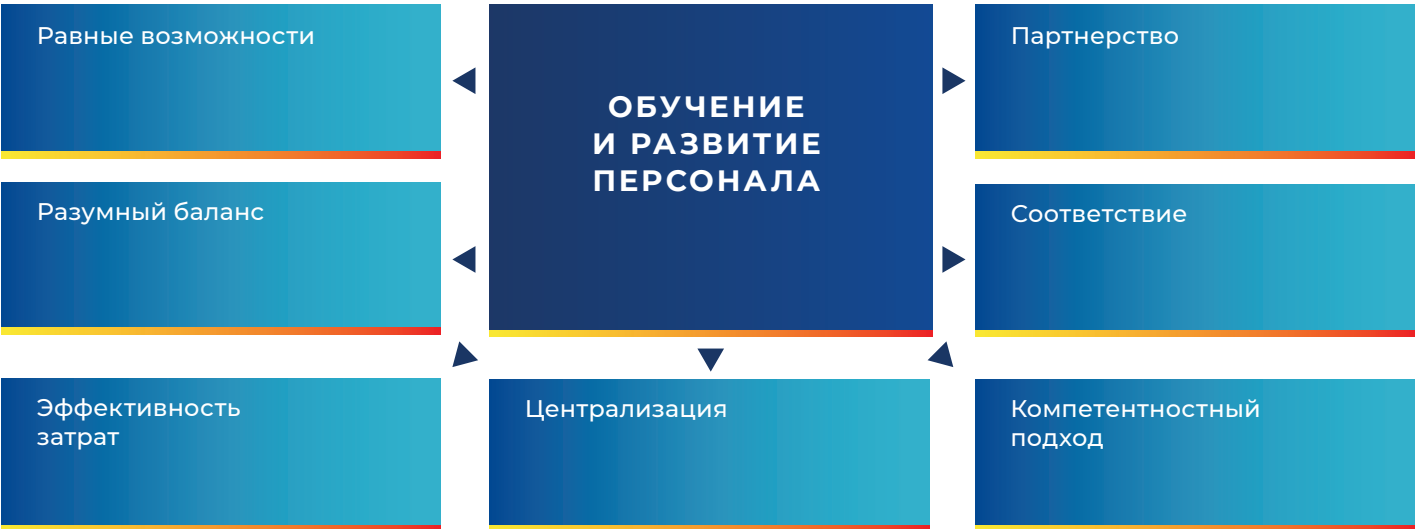 Равные возможности
ОБУЧЕНИЕ
И РАЗВИТИЕ
ПЕРСОНАЛА
Партнерство
Разумный баланс
Соответствие
Эффективность
затрат
Централизация
Компетентностный
подход